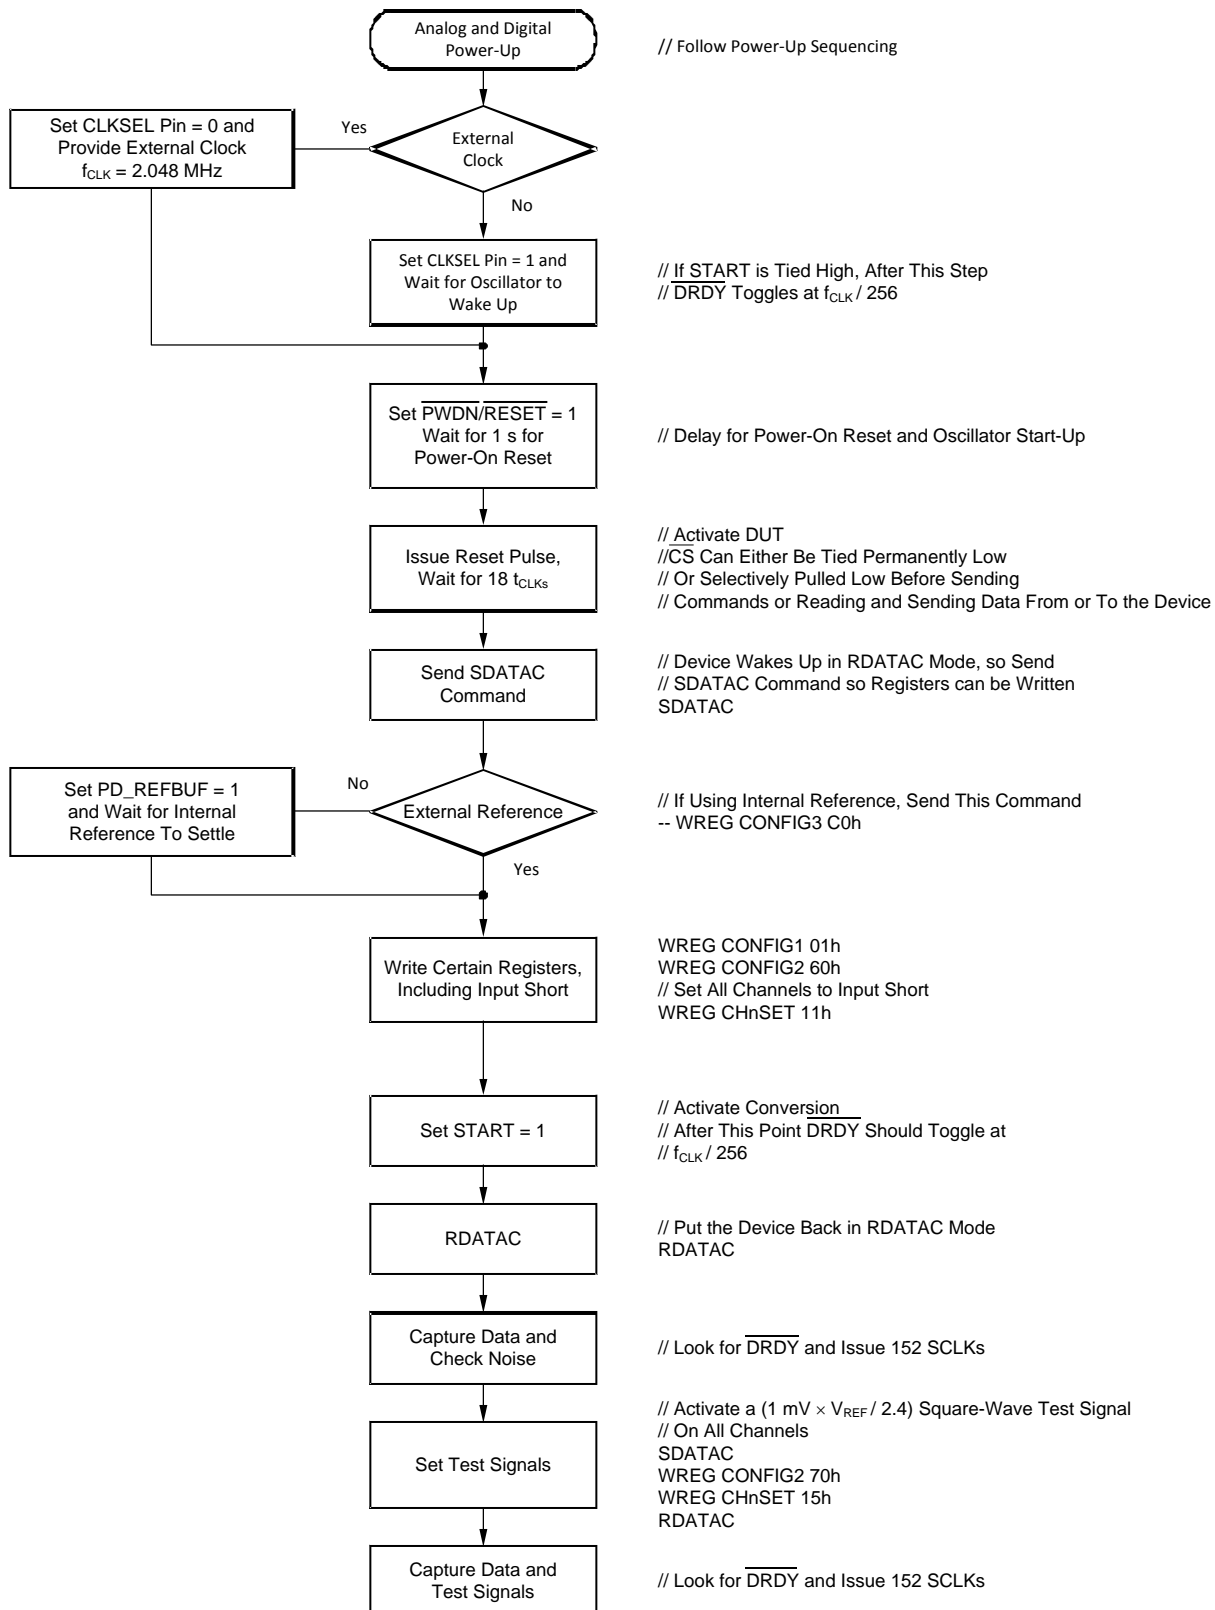 Analog and Digital
Power-Up
// Follow Power-Up Sequencing
Set CLKSEL Pin = 0 and
Provide External Clock
fCLK = 2.048 MHz
Yes
External
Clock
No
Set CLKSEL Pin = 1 and
Wait for Oscillator to
Wake Up
// If START is Tied High, After This Step
// DRDY Toggles at fCLK / 256
Set PWDN/RESET = 1
Wait for 1 s for
Power-On Reset
// Delay for Power-On Reset and Oscillator Start-Up
Issue Reset Pulse,
Wait for 18 tCLKs
// Activate DUT
//CS Can Either Be Tied Permanently Low
// Or Selectively Pulled Low Before Sending
// Commands or Reading and Sending Data From or To the Device
Send SDATAC
Command
// Device Wakes Up in RDATAC Mode, so Send
// SDATAC Command so Registers can be Written
SDATAC
Set PD_REFBUF = 1
and Wait for Internal
Reference To Settle
No
External Reference
Yes
// If Using Internal Reference, Send This Command
-- WREG CONFIG3 C0h
Write Certain Registers,
Including Input Short
WREG CONFIG1 01h
WREG CONFIG2 60h
// Set All Channels to Input Short
WREG CHnSET 11h
Set START = 1
// Activate Conversion
// After This Point DRDY Should Toggle at
// fCLK / 256
RDATAC
// Put the Device Back in RDATAC Mode
RDATAC
Capture Data and
Check Noise
// Look for DRDY and Issue 152 SCLKs
Set Test Signals
// Activate a (1 mV × VREF / 2.4) Square-Wave Test Signal
// On All Channels
SDATAC
WREG CONFIG2 70h
WREG CHnSET 15h
RDATAC
Capture Data and
Test Signals
// Look for DRDY and Issue 152 SCLKs